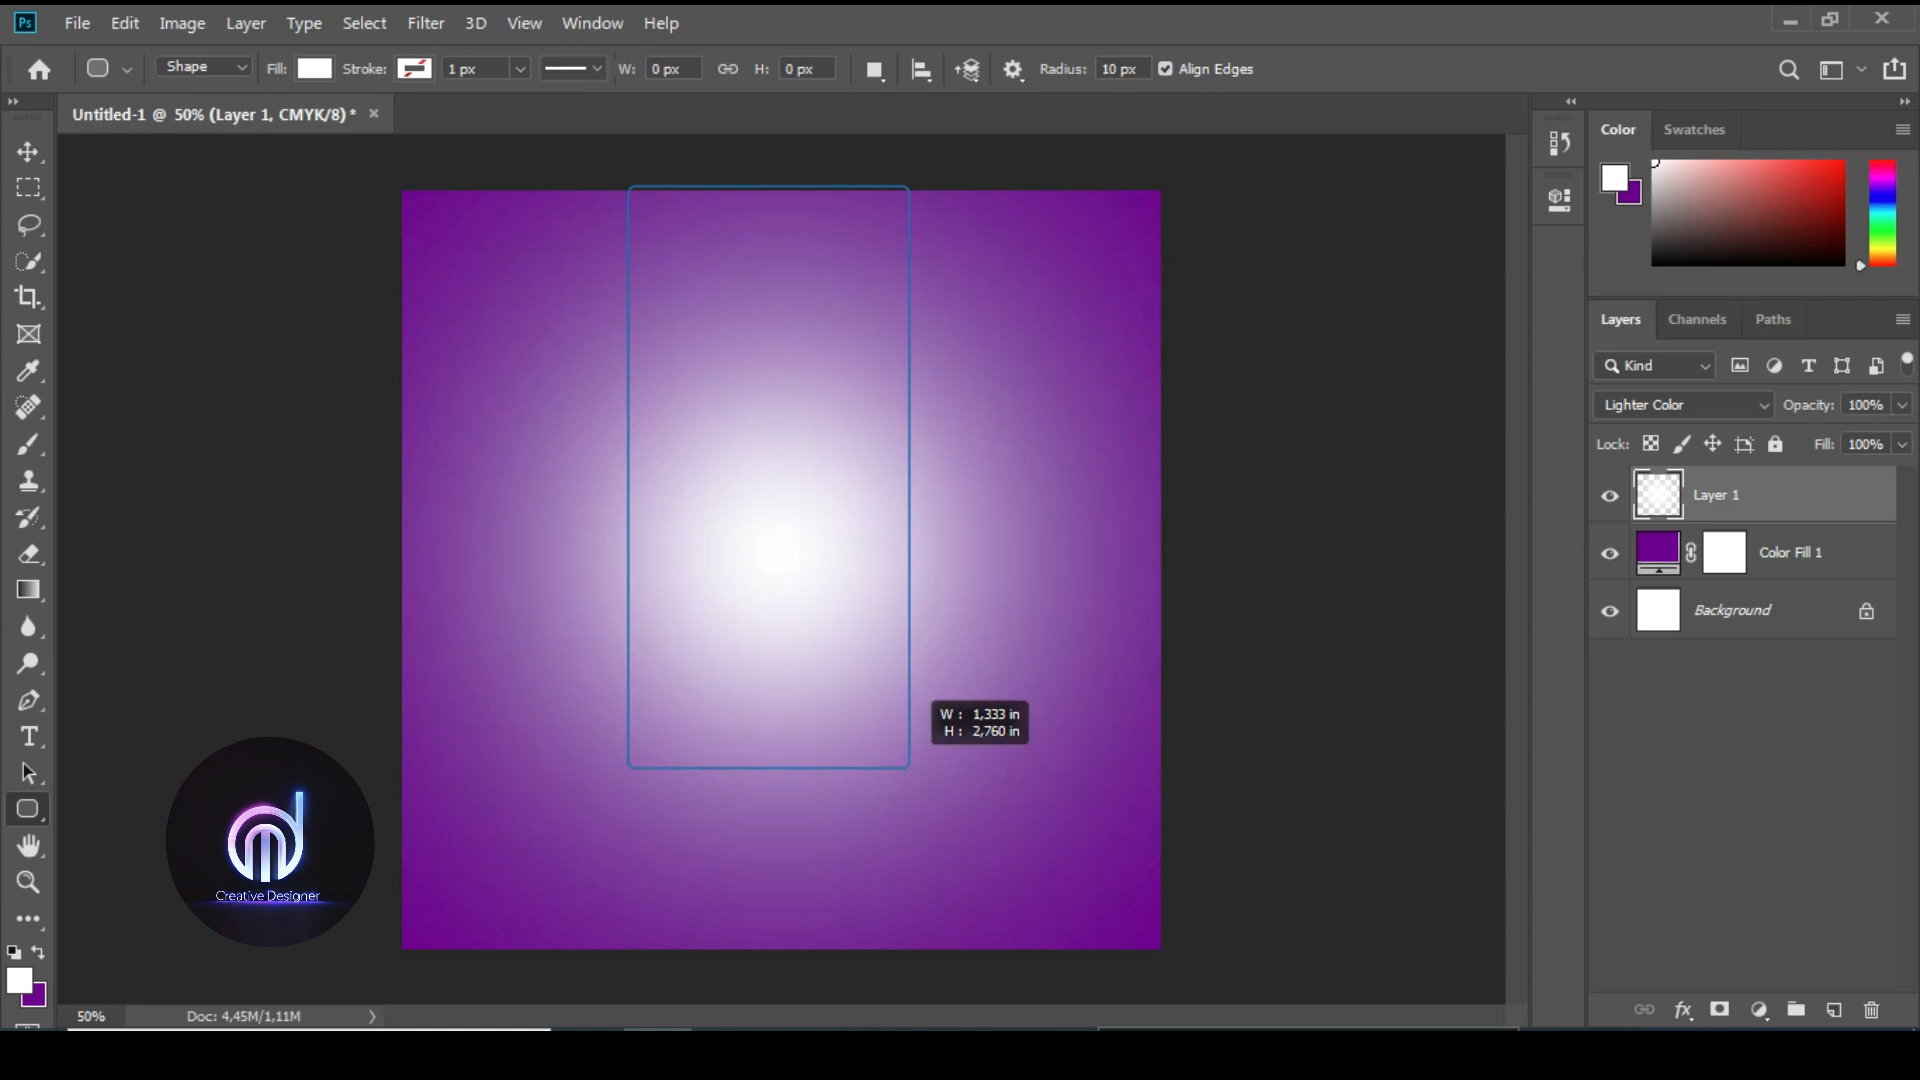 Ps File Edit Image Layer Type Select Filter 3D View Window Help
Shape Fill: Stroke: 1 px W: 0 px H: 0 px Radius: 10 px Align Edges
Untitled-1 @ 50% (Layer 1, CMYK/8) *
Color Swatches
Layers Channels Paths
Kind
Lighter Color Opacity: 100%
Lock: Fill: 100%
Layer 1
Color Fill 1
Background
W : 1,333 in
H : 2,760 in
Creative Designer
50% Doc: 4,45M/1,11M